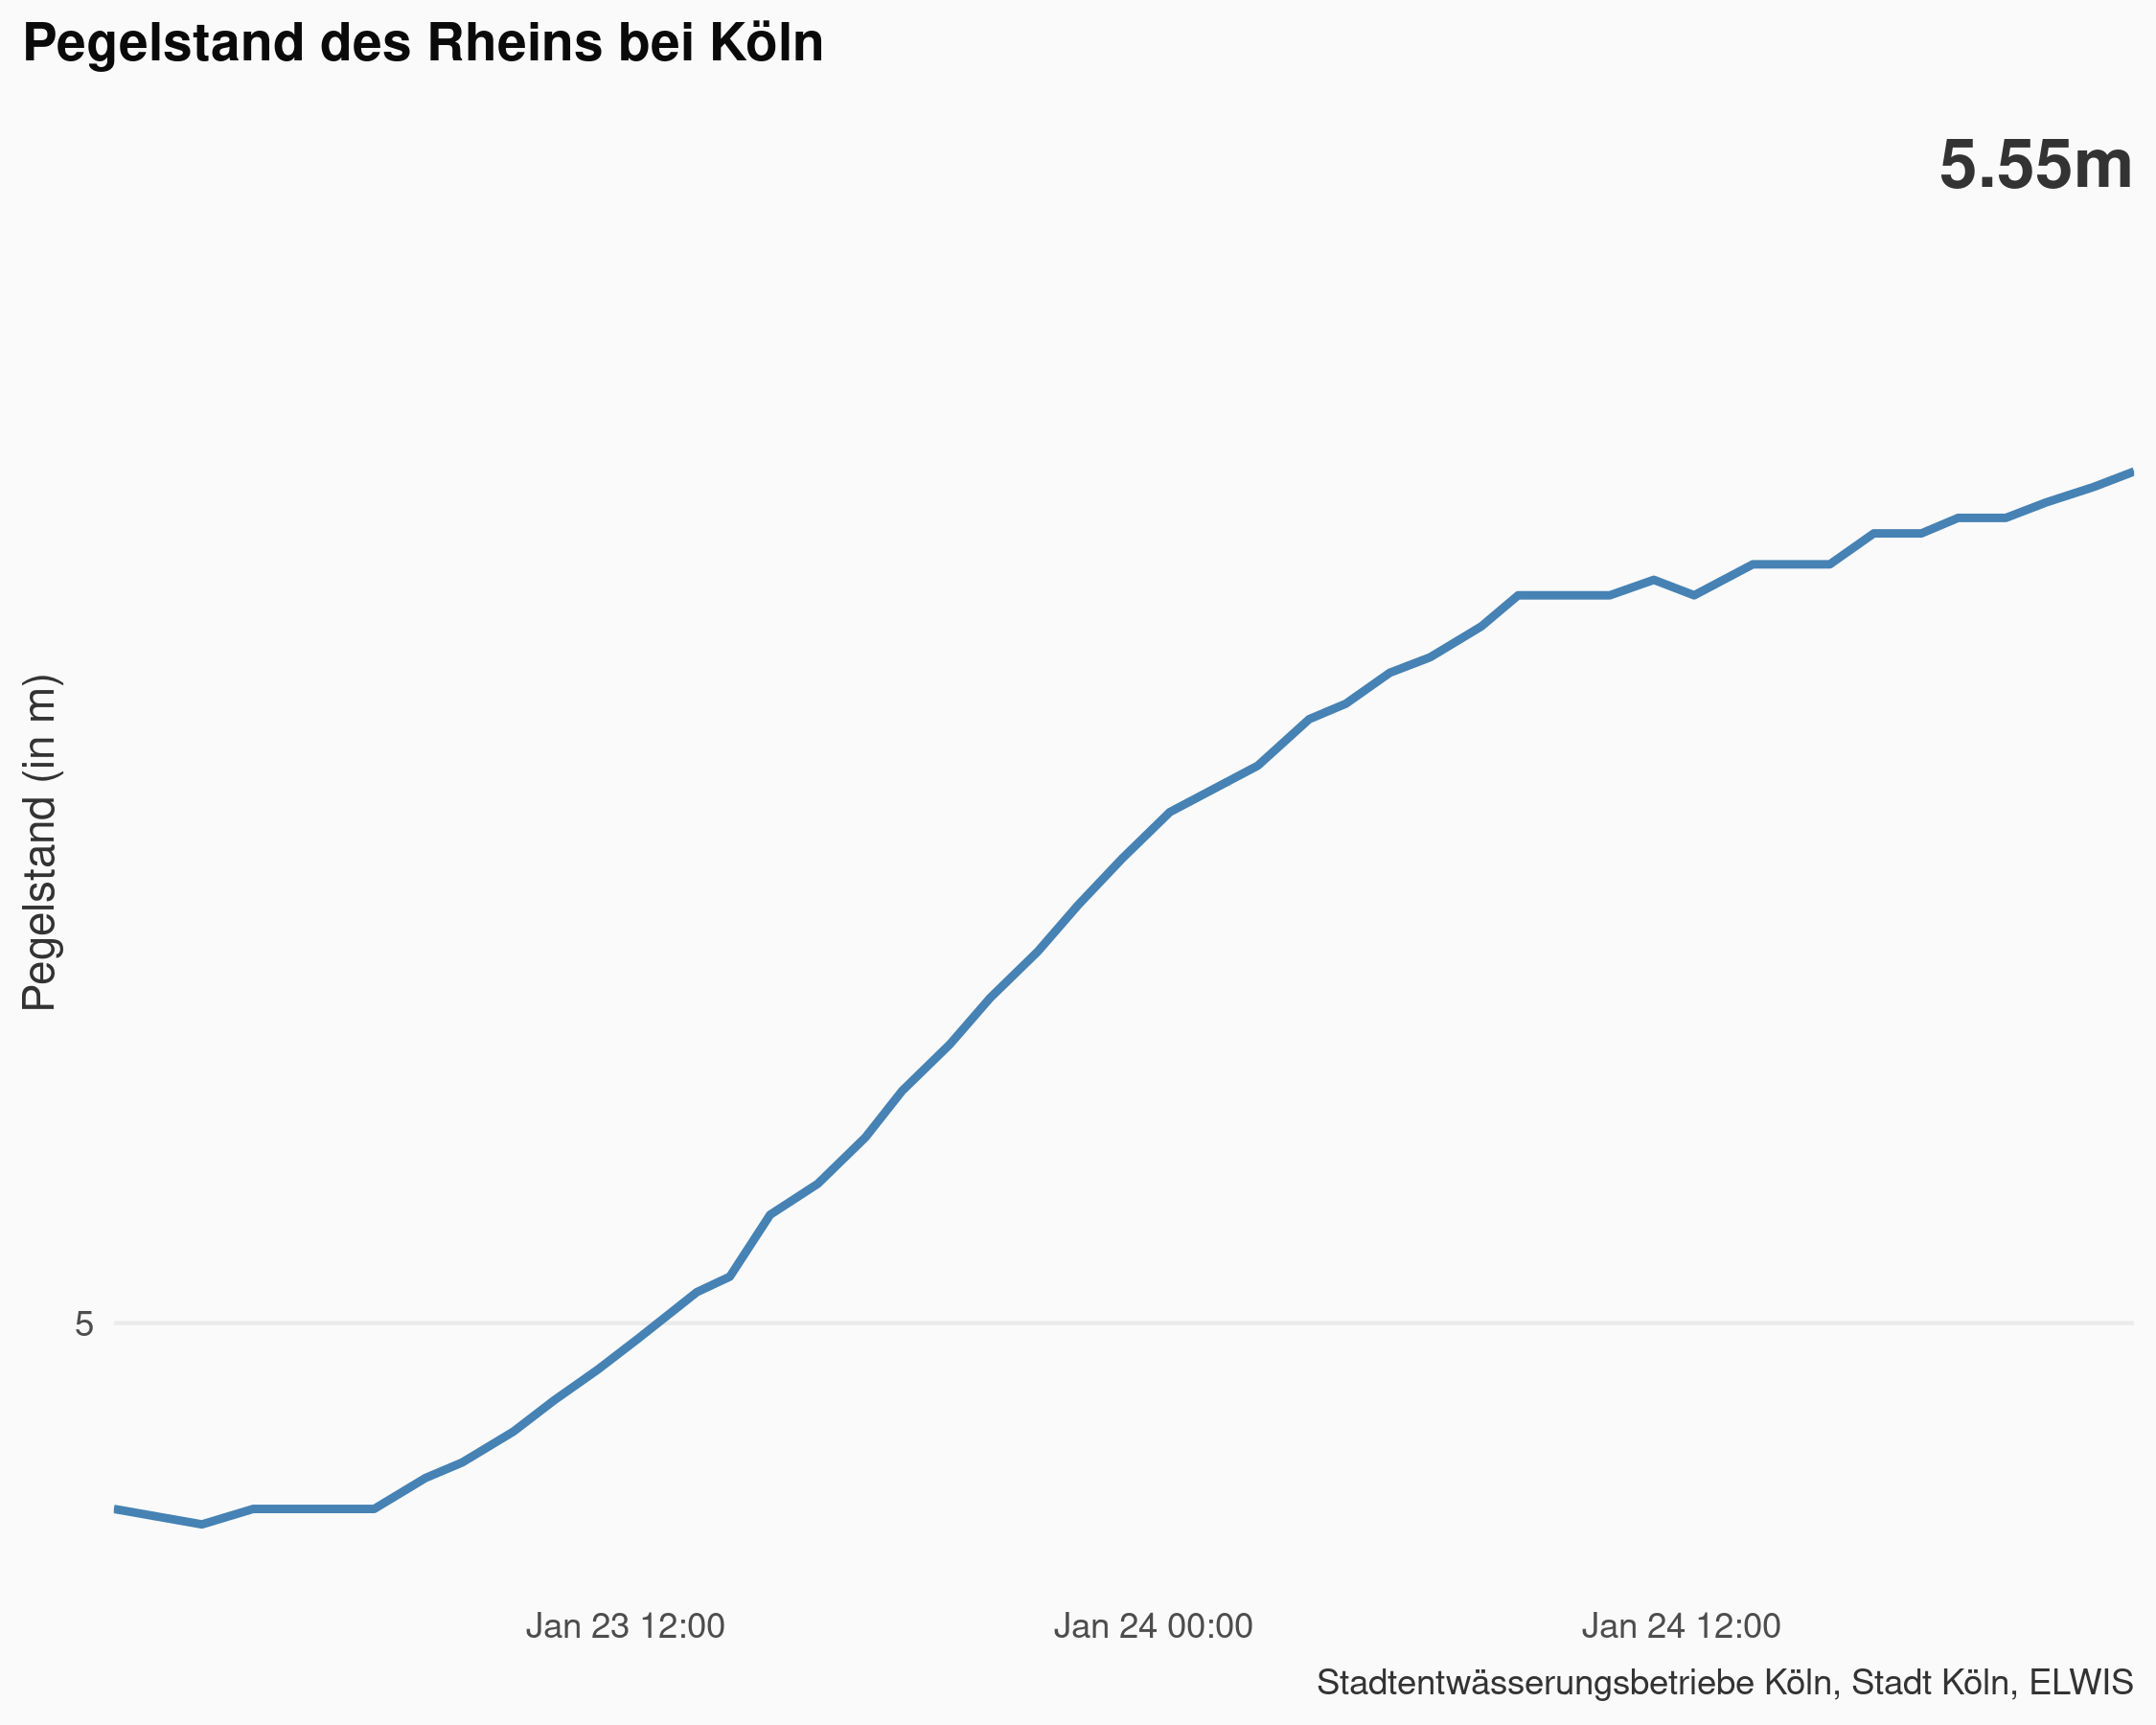 Pegelstand des Rheins bei Köln
5.55m
Pegelstand (in m)
5
Jan 23 12:00
Jan 24 00:00
Jan 24 12:00
Stadtentwässerungsbetriebe Köln, Stadt Köln, ELWIS